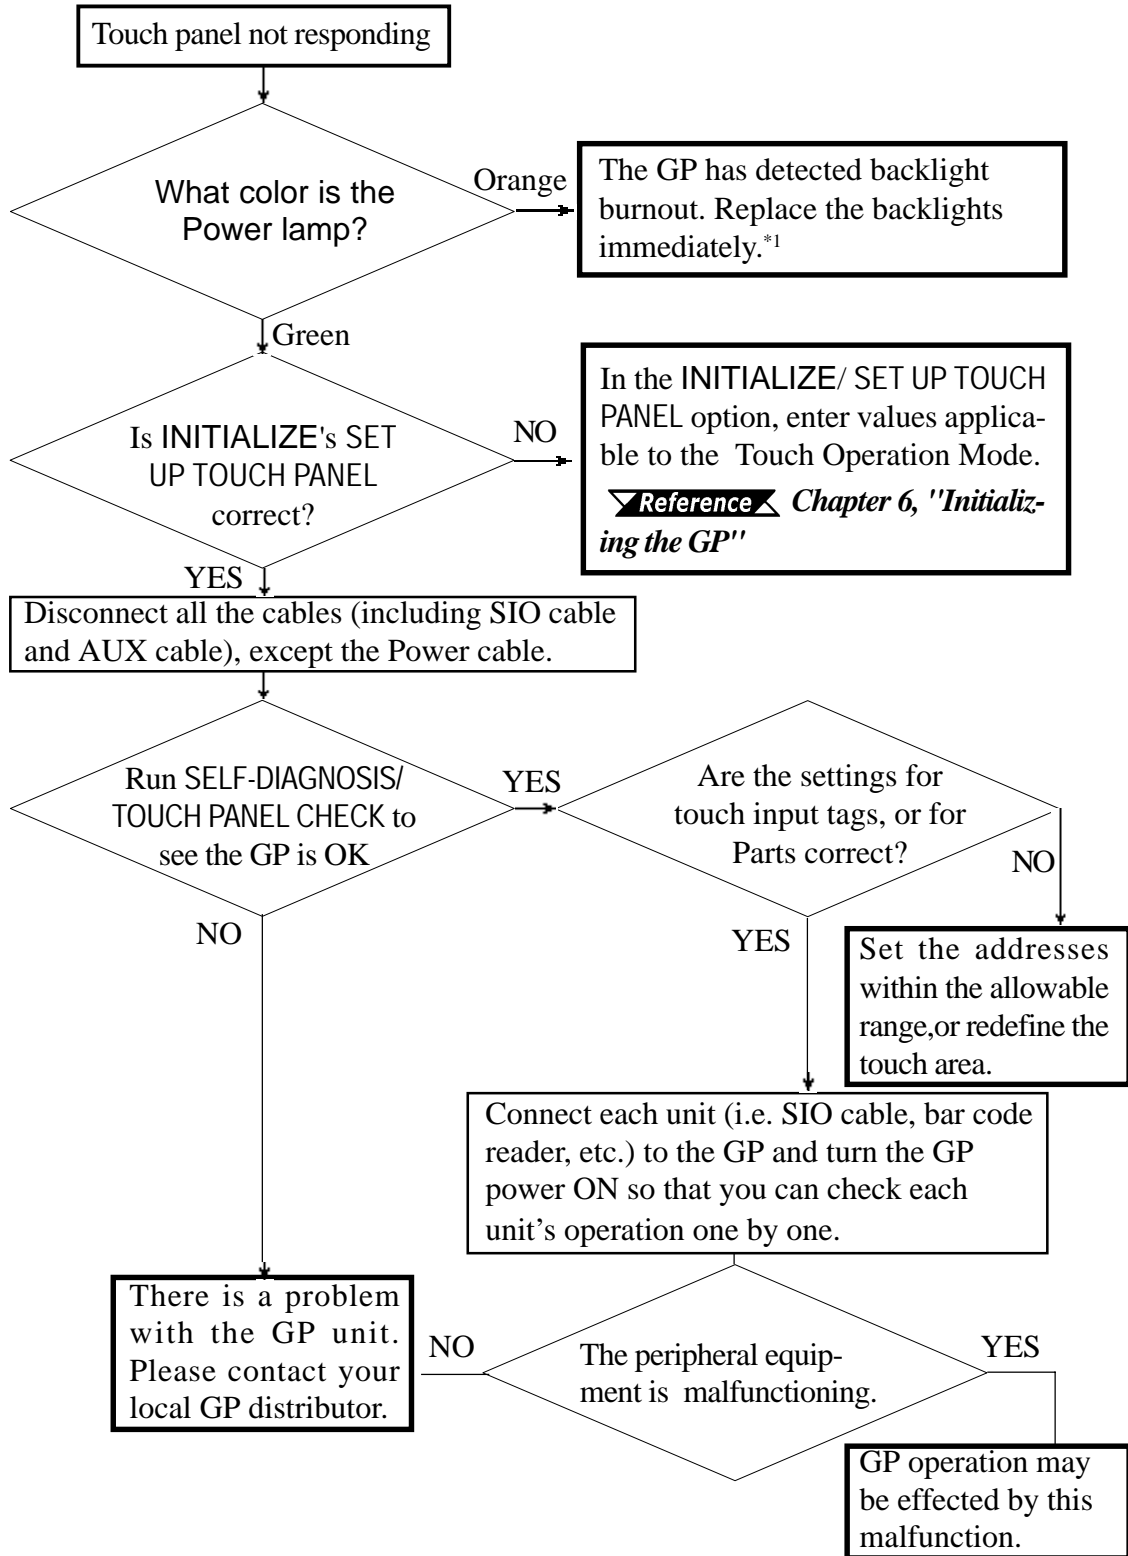 Touch panel not responding
What color is the
Power lamp?
Orange
The GP has detected backlight
burnout. Replace the backlights
immediately.*1
Green
Is INITIALIZE's SET
UP TOUCH PANEL
correct?
NO
In the INITIALIZE/ SET UP TOUCH
PANEL option, enter values applica-
ble to the Touch Operation Mode.
Reference Chapter 6, "Initializ-
ing the GP"
YES
Disconnect all the cables (including SIO cable
and AUX cable), except the Power cable.
Run SELF-DIAGNOSIS/
TOUCH PANEL CHECK to
see the GP is OK
YES
Are the settings for
touch input tags, or for
Parts correct?
NO
NO
YES
Set the addresses
within the allowable
range,or redefine the
touch area.
Connect each unit (i.e. SIO cable, bar code
reader, etc.) to the GP and turn the GP
power ON so that you can check each
unit's operation one by one.
There is a problem
with the GP unit.
Please contact your
local GP distributor.
NO
The peripheral equip-
ment is malfunctioning.
YES
GP operation may
be effected by this
malfunction.